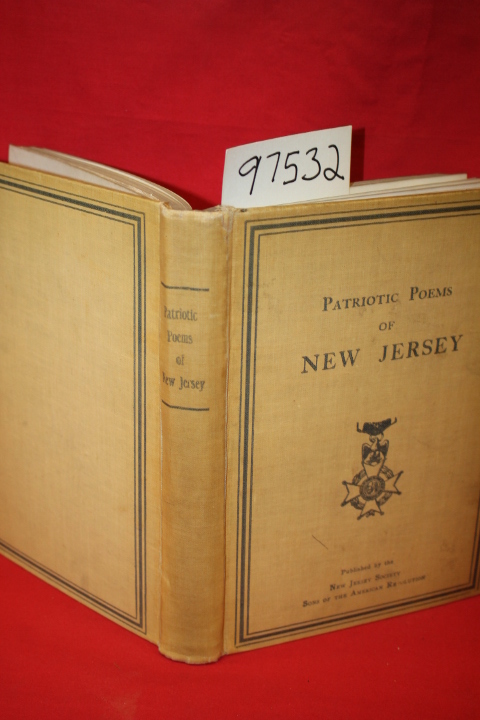 97532
Patriotic
Poems
of
New Jersey
PATRIOTIC POEMS
OF
NEW JERSEY
Published by the
NEW JERSEY SOCIETY
SONS OF THE AMERICAN REVOLUTION